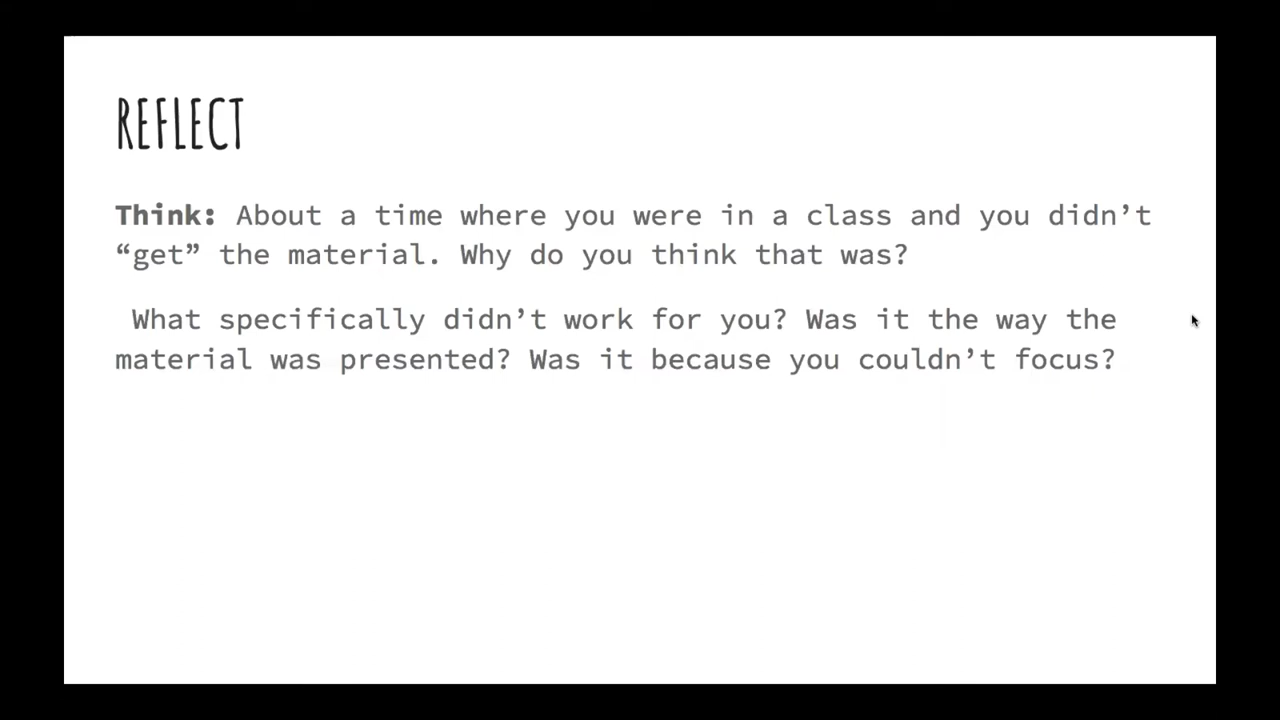 REFLECT
Think: About a time where you were in a class and you didn’t
“get” the material. Why do you think that was?
What specifically didn’t work for you? Was it the way the
material was presented? Was it because you couldn’t focus?